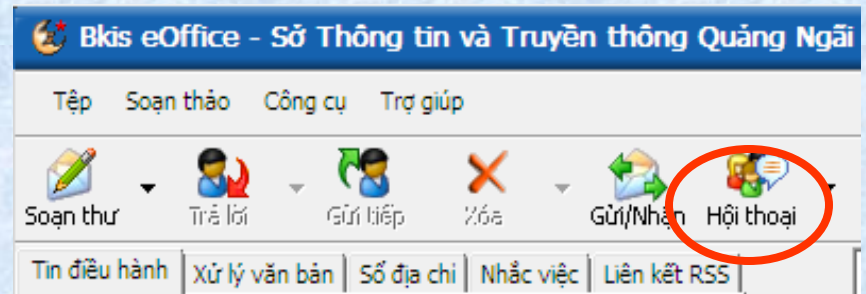 Bkis eOffice - Sở Thông tin và Truyền thông Quảng Ngãi
Tệp Soạn thảo Công cụ Trợ giúp
Soạn thư Trả lời Gửi tiếp Xóa Gửi/Nhận Hội thoại
Tin điều hành Xử lý văn bản Sổ địa chỉ Nhắc việc Liên kết RSS